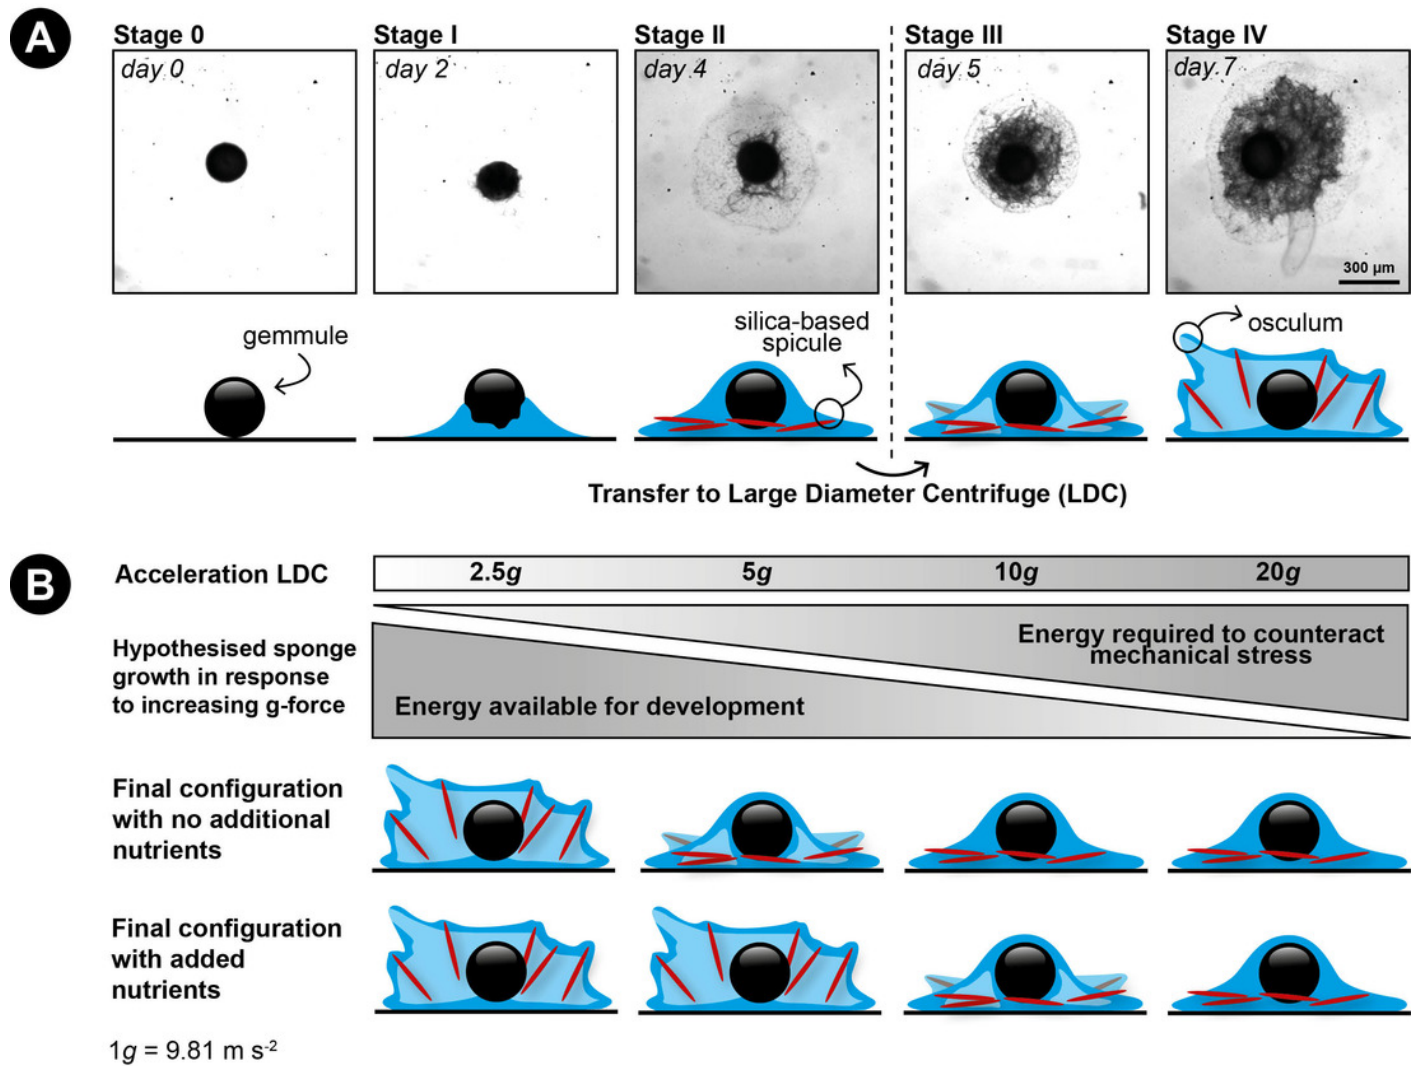 A
Stage 0
Stage I
Stage II
Stage III
Stage IV
day 0
day 2
day 4
day 5
day 7
300 µm
gemmule
silica-based
spicule
osculum
Transfer to Large Diameter Centrifuge (LDC)
B
Acceleration LDC
2.5g
5g
10g
20g
Hypothesised sponge
growth in response
to increasing g-force
Energy required to counteract
mechanical stress
Energy available for development
Final configuration
with no additional
nutrients
Final configuration
with added
nutrients
1g = 9.81 m s⁻²